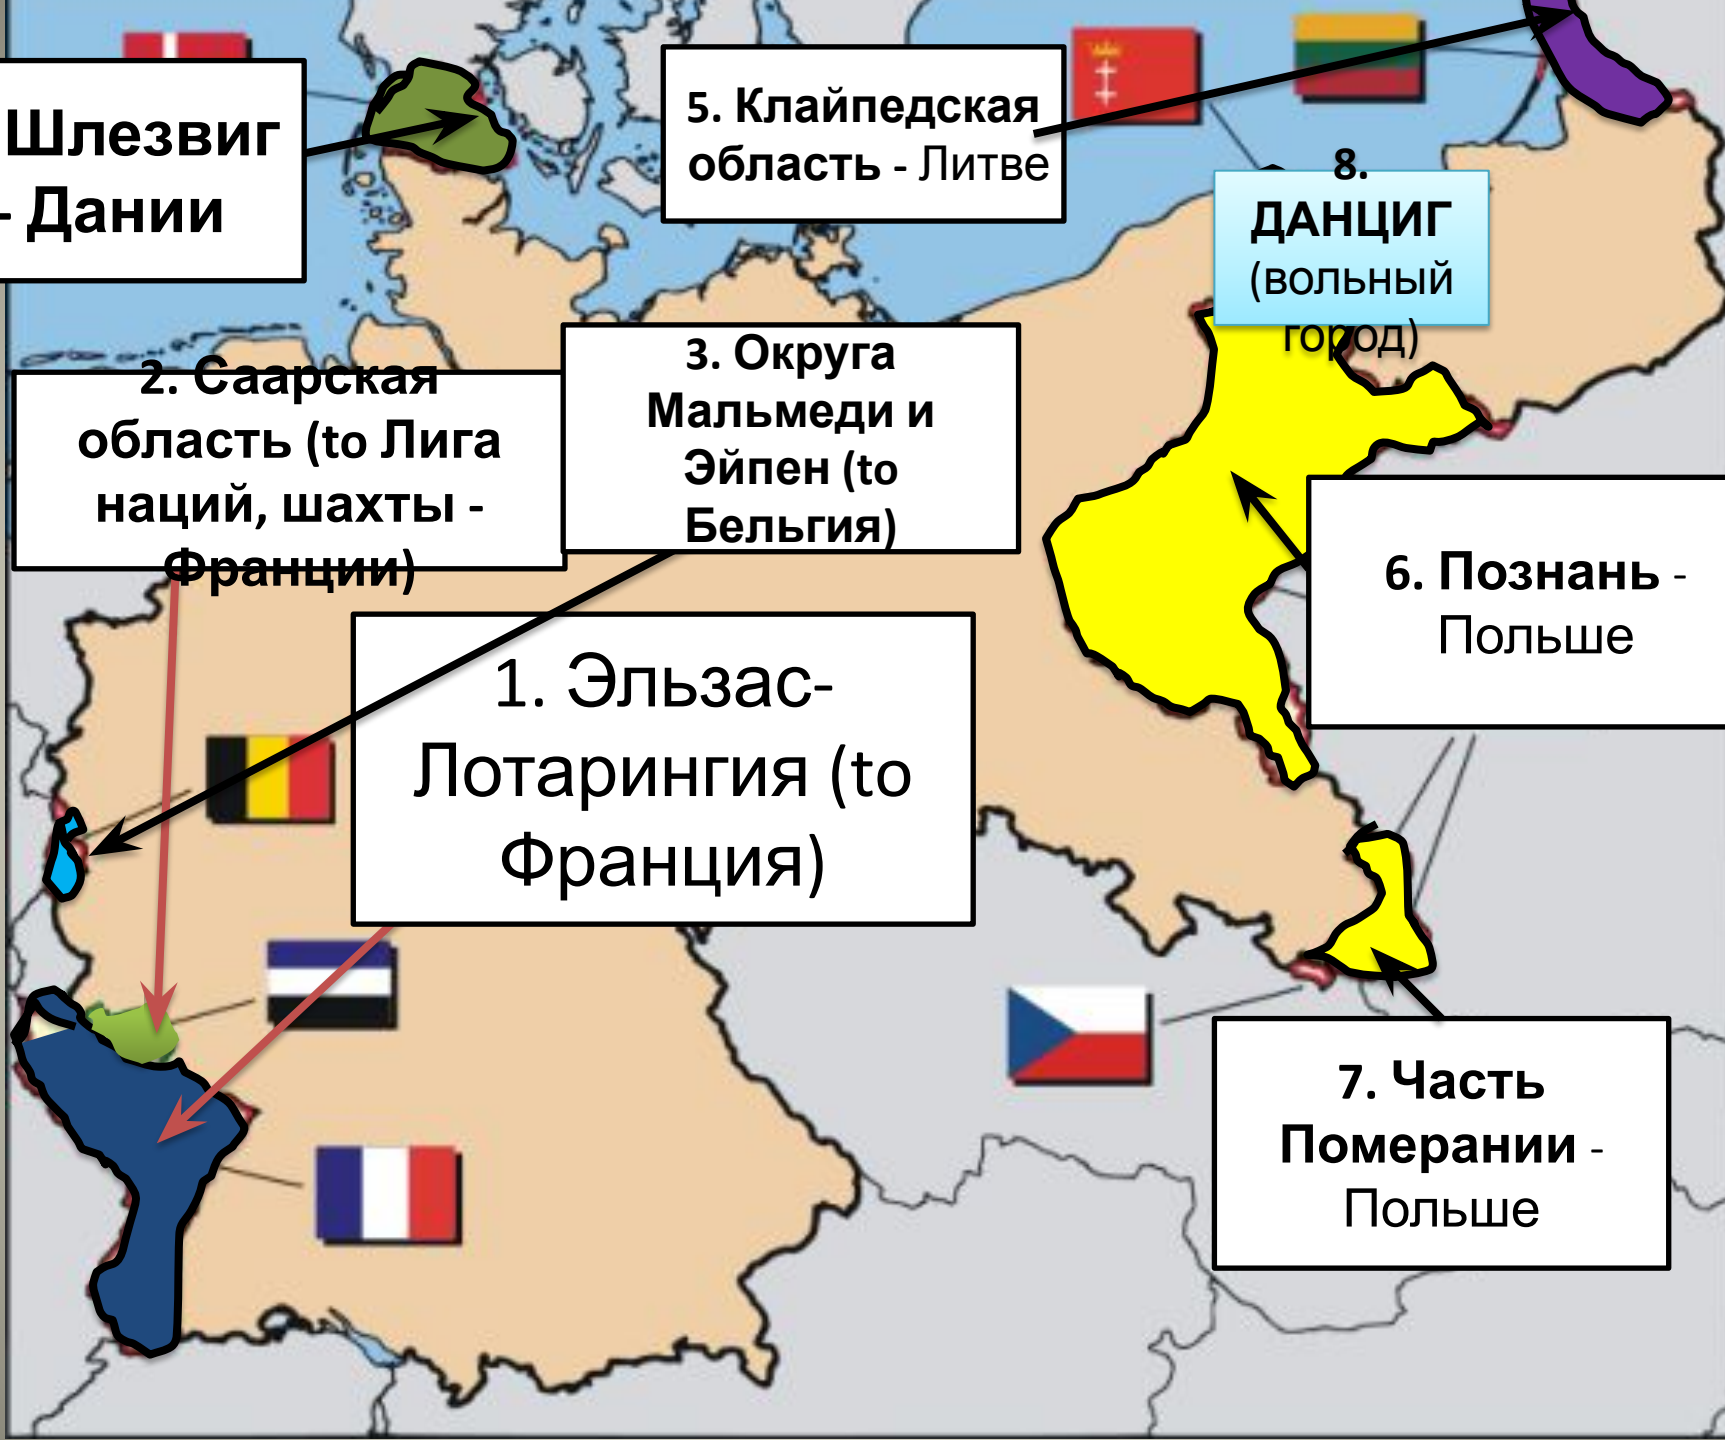 Шлезвиг
- Дании
5. Клайпедская
область - Литве
8.
ДАНЦИГ
(вольный
город)
2. Саарская
область (to Лига
наций, шахты -
Франции)
3. Округа
Мальмеди и
Эйпен (to
Бельгия)
1. Эльзас-
Лотарингия (to
Франция)
6. Познань -
Польше
7. Часть
Померании -
Польше